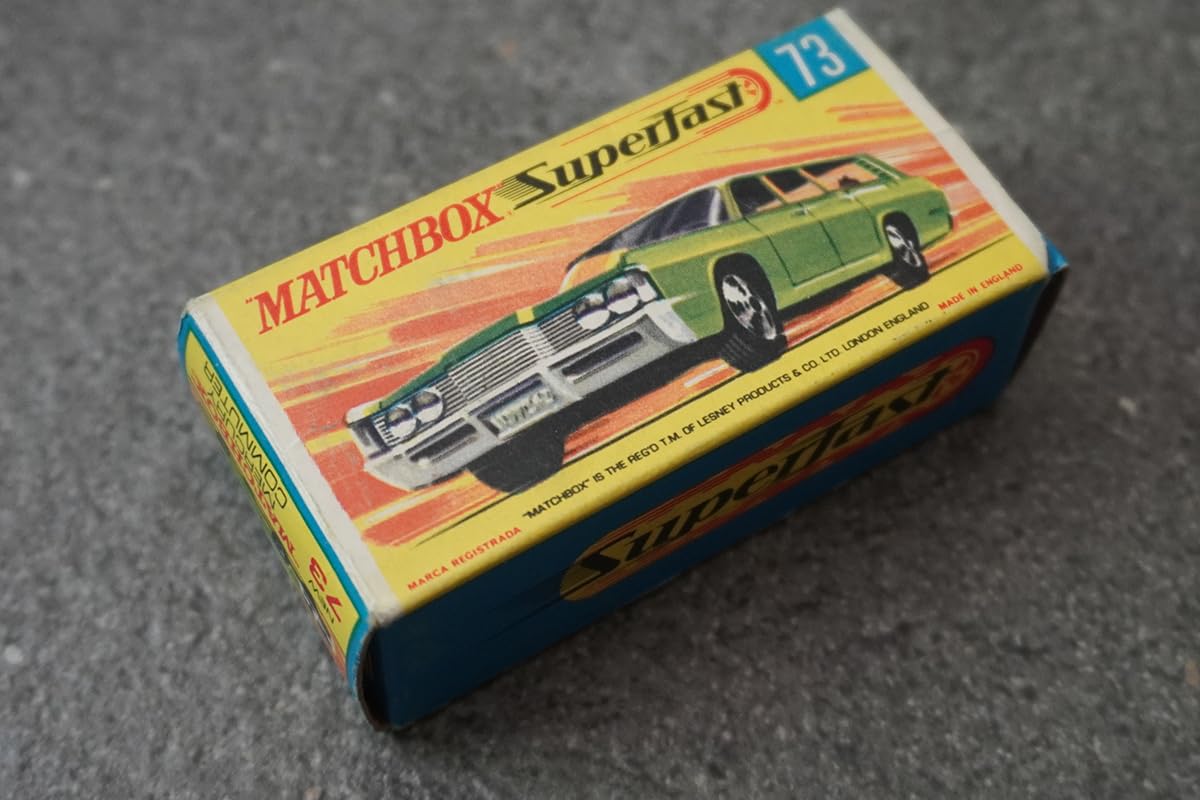 73
"MATCHBOX" Superfast
"MATCHBOX" IS THE REG'D T.M. OF LESNEY PRODUCTS & CO. LTD. LONDON ENGLAND
MARCA REGISTRADA
MADE IN ENGLAND
Superfast
NEW
73
COMMUTER